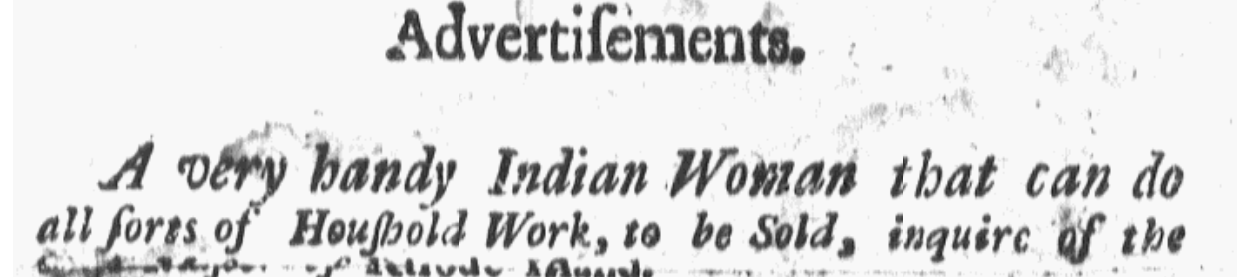 Advertiſements.
A very handy Indian Woman that can do
all ſorts of Houſhold Work, to be Sold, inquire of the